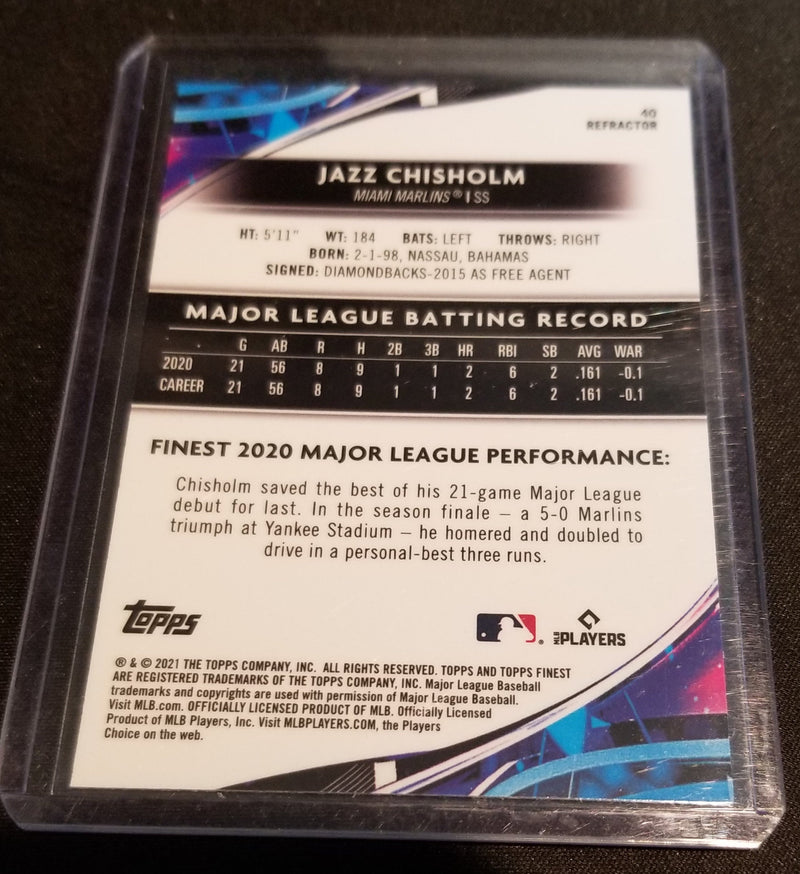 40
REFRACTOR
JAZZ CHISHOLM
MIAMI MARLINS® | SS
HT: 5'11" WT: 184 BATS: LEFT THROWS: RIGHT
BORN: 2-1-98, NASSAU, BAHAMAS
SIGNED: DIAMONDBACKS-2015 AS FREE AGENT
MAJOR LEAGUE BATTING RECORD
G AB R H 2B 3B HR RBI SB AVG WAR
2020 21 56 8 9 1 1 2 6 2 .161 -0.1
CAREER 21 56 8 9 1 1 2 6 2 .161 -0.1
FINEST 2020 MAJOR LEAGUE PERFORMANCE:
Chisholm saved the best of his 21-game Major League
debut for last. In the season finale – a 5-0 Marlins
triumph at Yankee Stadium – he homered and doubled to
drive in a personal-best three runs.
TOPPS
MLB PLAYERS
® & © 2021 THE TOPPS COMPANY, INC. ALL RIGHTS RESERVED. TOPPS AND TOPPS FINEST
ARE REGISTERED TRADEMARKS OF THE TOPPS COMPANY, INC. Major League Baseball
trademarks and copyrights are used with permission of Major League Baseball.
Visit MLB.com. OFFICIALLY LICENSED PRODUCT OF MLB. Officially Licensed
Product of MLB Players, Inc. Visit MLBPLAYERS.COM, the Players
Choice on the web.